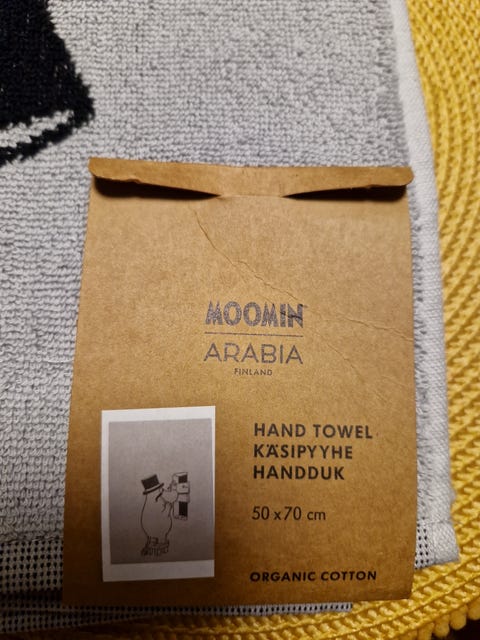 MOOMIN
ARABIA
FINLAND
HAND TOWEL
KÄSIPYYHE
HANDDUK
50 x 70 cm
ORGANIC COTTON